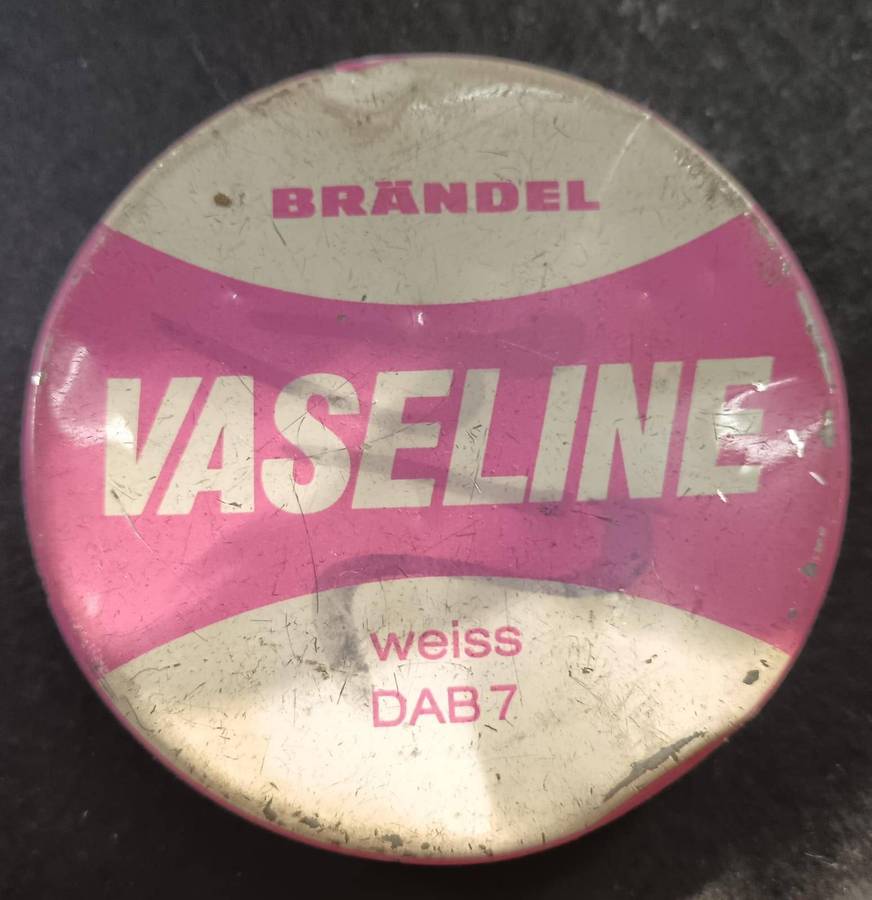 BRÄNDEL
VASELINE
weiss
DAB 7